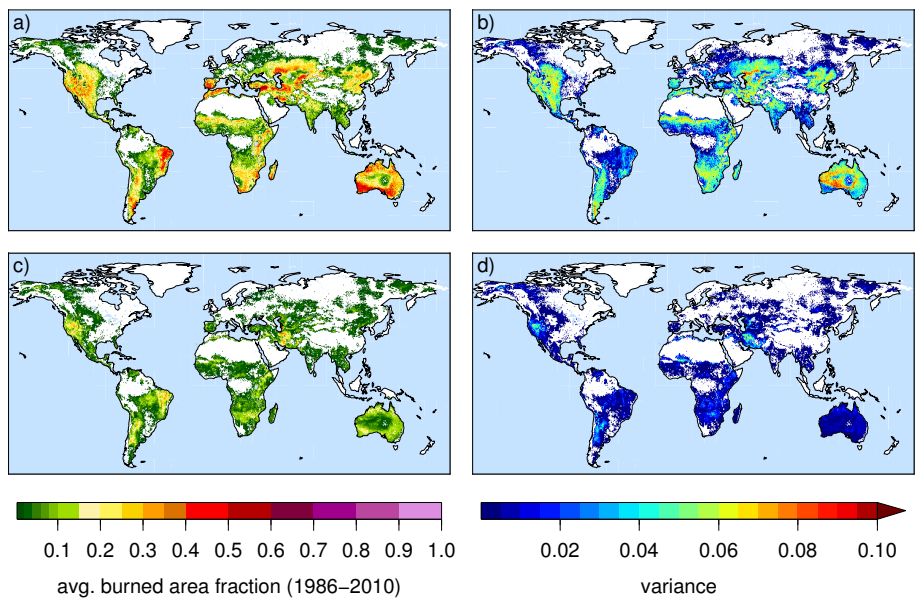 a)
b)
c)
d)
0.1 0.2 0.3 0.4 0.5 0.6 0.7 0.8 0.9 1.0
0.02 0.04 0.06 0.08 0.10
avg. burned area fraction (1986−2010)
variance